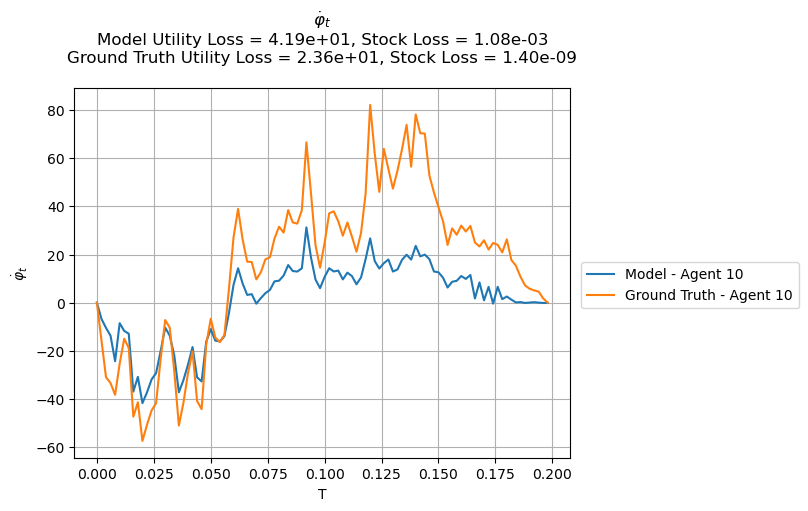 φ̇ₜ
Model Utility Loss = 4.19e+01, Stock Loss = 1.08e-03
Ground Truth Utility Loss = 2.36e+01, Stock Loss = 1.40e-09
80
60
40
20
0
−20
−40
−60
φ̇ₜ
0.000 0.025 0.050 0.075 0.100 0.125 0.150 0.175 0.200
T
Model - Agent 10
Ground Truth - Agent 10